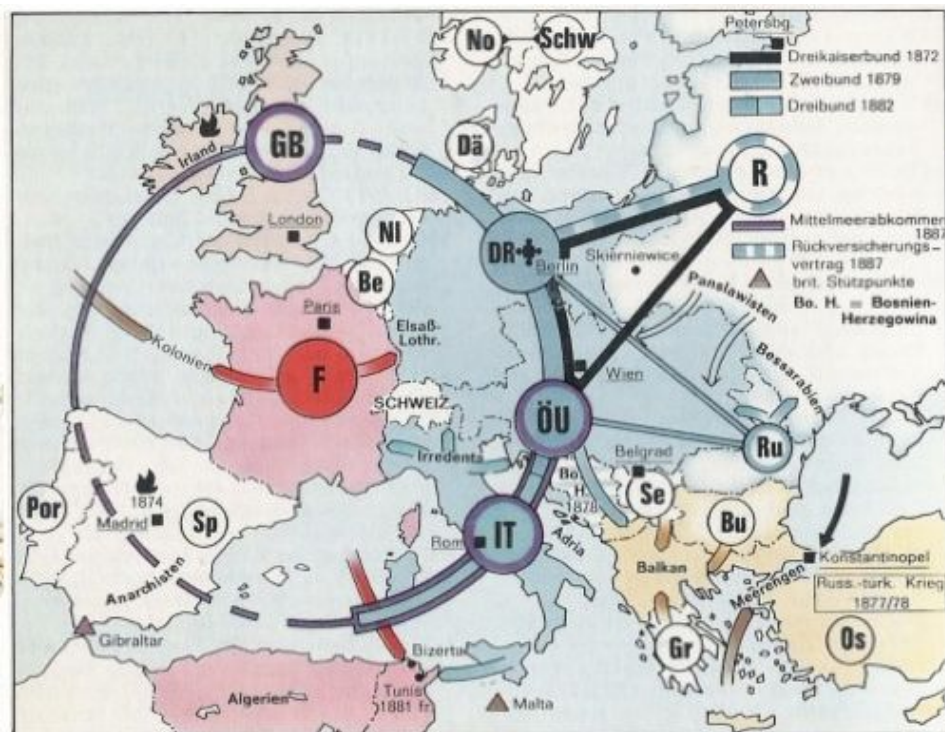 No
Schw
Petersbg.
Dreikaiserbund 1872
Zweibund 1879
Dreibund 1882
GB
Irland
Dä
R
London
Nl
DR
Berlin
Skierniewice
Mittelmeerabkommen
1887
Rückversicherungs-
vertrag 1887
brit. Stützpunkte
Bo. H. = Bosnien-
Herzegowina
Be
Paris
Panslawisten
Elsaß-
Lothr.
Kolonien
F
Wien
Bessarabien
SCHWEIZ
ÖU
Ru
Irredenta
Belgrad
Bo.
H.
1878
Se
Bu
Por
1874
Madrid
Sp
Rom
IT
Adria
Balkan
Konstantinopel
Meerengen
Russ.-türk. Krieg
1877/78
Anarchisten
Gibraltar
Bizerta
Gr
Os
Algerien
Tunis
1881 fr.
Malta